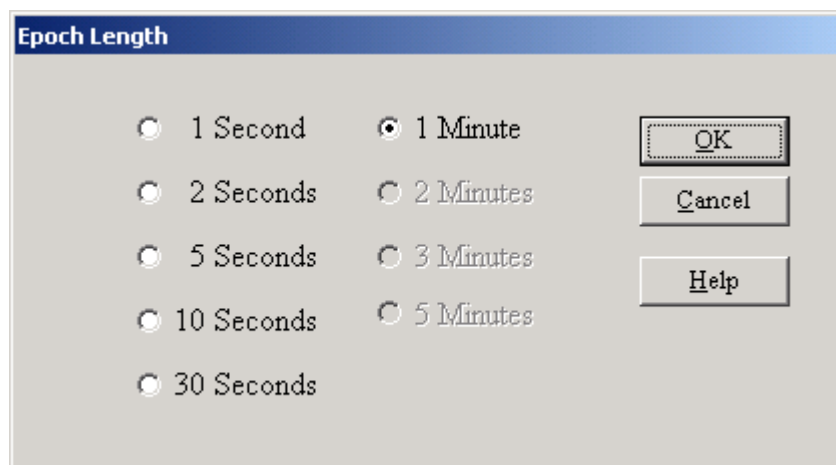 Epoch Length
1 Second
2 Seconds
5 Seconds
10 Seconds
30 Seconds
1 Minute
2 Minutes
3 Minutes
5 Minutes
OK
Cancel
Help